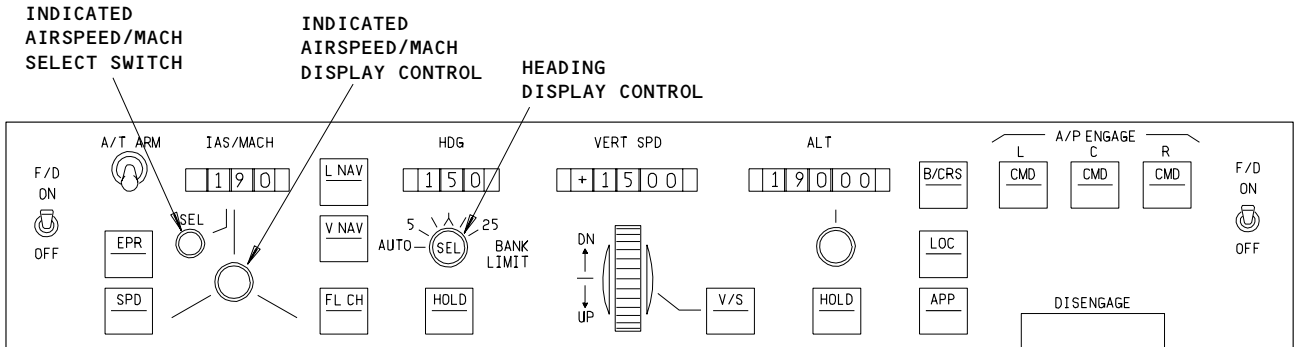 INDICATED
AIRSPEED/MACH
SELECT SWITCH
INDICATED
AIRSPEED/MACH
DISPLAY CONTROL
HEADING
DISPLAY CONTROL
A/T ARM
IAS/MACH
HDG
VERT SPD
ALT
A/P ENGAGE
L
C
R
F/D
ON
OFF
190
L NAV
150
+1500
19000
B/CRS
CMD
CMD
CMD
F/D
ON
OFF
SEL
V NAV
5
25
AUTO
SEL
BANK
LIMIT
DN
UP
EPR
LOC
SPD
FL CH
HOLD
V/S
HOLD
APP
DISENGAGE